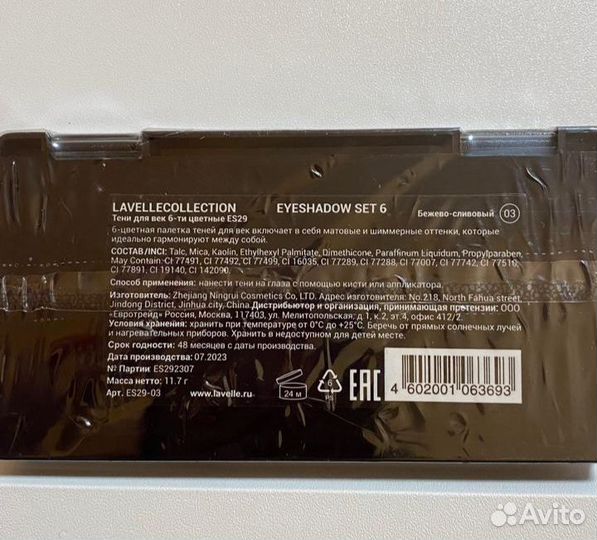 LAVELLECOLLECTION EYESHADOW SET 6
Тени для век 6-ти цветные ES29 Бежево-сливовый 03
6-цветная палетка теней для век включает в себя матовые и шиммерные оттенки, которые
идеально гармонируют между собой.
СОСТАВ/INCI: Talc, Mica, Kaolin, Ethylhexyl Palmitate, Dimethicone, Paraffinum Liquidum, Propylparaben,
May Contain CI 77491, CI 77492, CI 77499, CI 16035, CI 77289, CI 77288, CI 77007, CI 77742, CI 77510,
CI 77891, CI 19140, CI 142090.
Способ применения: нанести тени на глаза с помощью кисти или аппликатора.
Изготовитель: Zhejiang Ningrui Cosmetics Co, LTD. Адрес изготовителя: No.218, North Fahua street,
Jindong District, Jinhua city, China.Дистрибьютор и организация, принимающая претензии: ООО
«Евротрейд» Россия, Москва, 117403, ул. Мелитопольская, д.1, к.2, эт.4, офис 412/2.
Условия хранения: хранить при температуре от 0°С до +25°С. Беречь от прямых солнечных лучей
и нагревательных приборов. Хранить в недоступном для детей месте.
Срок годности: 48 месяцев с даты производства.
Дата производства: 07.2023
№ Партии: ES292307
Масса нетто: 11.7 г
Арт. ES29-03 www.lavelle.ru 24 м 6 PS EAC 4 602001 063693
Avito